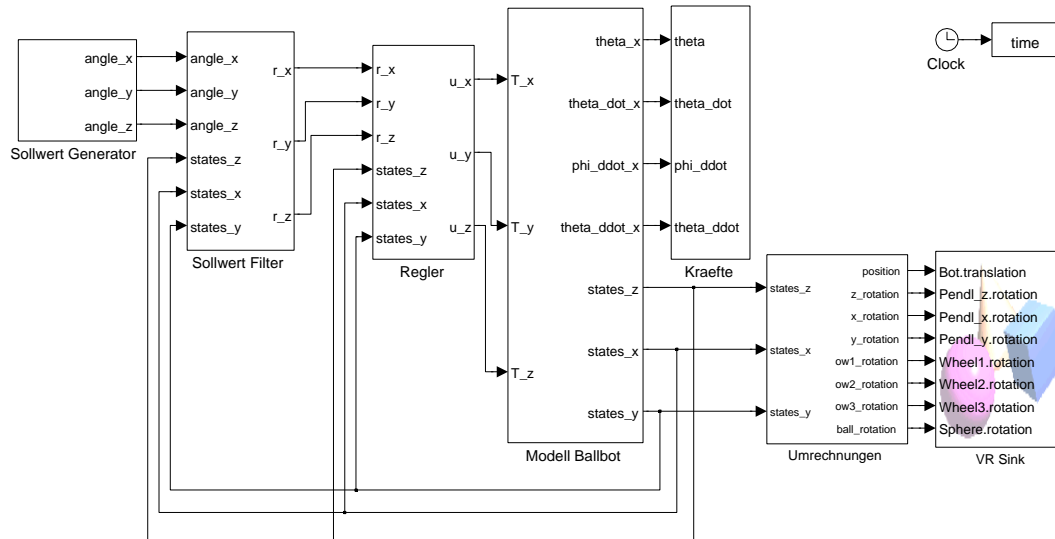 angle_x
angle_y
angle_z
Sollwert Generator
angle_x
angle_y
angle_z
states_z
states_x
states_y
r_x
r_y
r_z
Sollwert Filter
r_x
r_y
r_z
states_z
states_x
states_y
u_x
u_y
u_z
Regler
T_x
T_y
T_z
theta_x
theta_dot_x
phi_ddot_x
theta_ddot_x
states_z
states_x
states_y
Modell Ballbot
theta
theta_dot
phi_ddot
theta_ddot
Kraefte
Clock
time
states_z
states_x
states_y
position
z_rotation
x_rotation
y_rotation
ow1_rotation
ow2_rotation
ow3_rotation
ball_rotation
Umrechnungen
Bot.translation
Pendl_z.rotation
Pendl_x.rotation
Pendl_y.rotation
Wheel1.rotation
Wheel2.rotation
Wheel3.rotation
Sphere.rotation
VR Sink